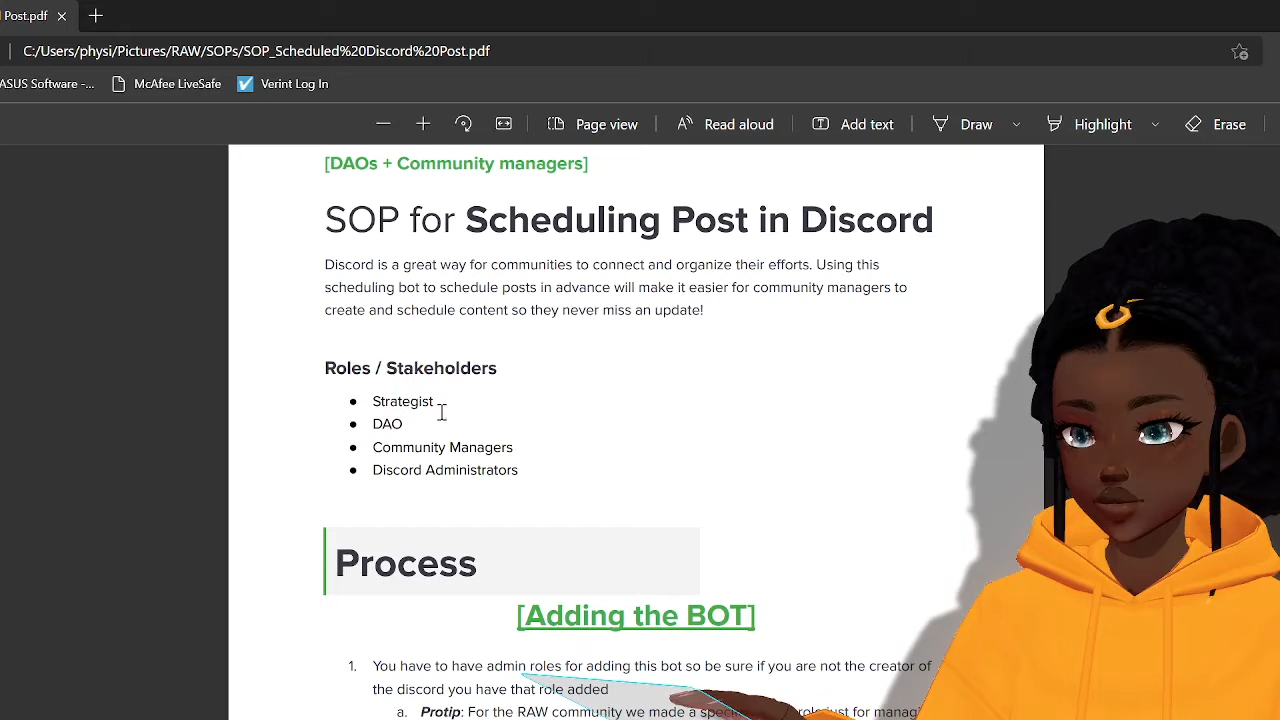 Post.pdf
C:/Users/physi/Pictures/RAW/SOPs/SOP_Scheduled%20Discord%20Post.pdf
ASUS Software -... McAfee LiveSafe Verint Log In
Page view Read aloud Add text Draw Highlight Erase
[DAOs + Community managers]
SOP for Scheduling Post in Discord
Discord is a great way for communities to connect and organize their efforts. Using this
scheduling bot to schedule posts in advance will make it easier for community managers to
create and schedule content so they never miss an update!
Roles / Stakeholders
● Strategist
● DAO
● Community Managers
● Discord Administrators
Process
[Adding the BOT]
1. You have to have admin roles for adding this bot so be sure if you are not the creator of
the discord you have that role added
a. Protip: For the RAW community we made a role just for